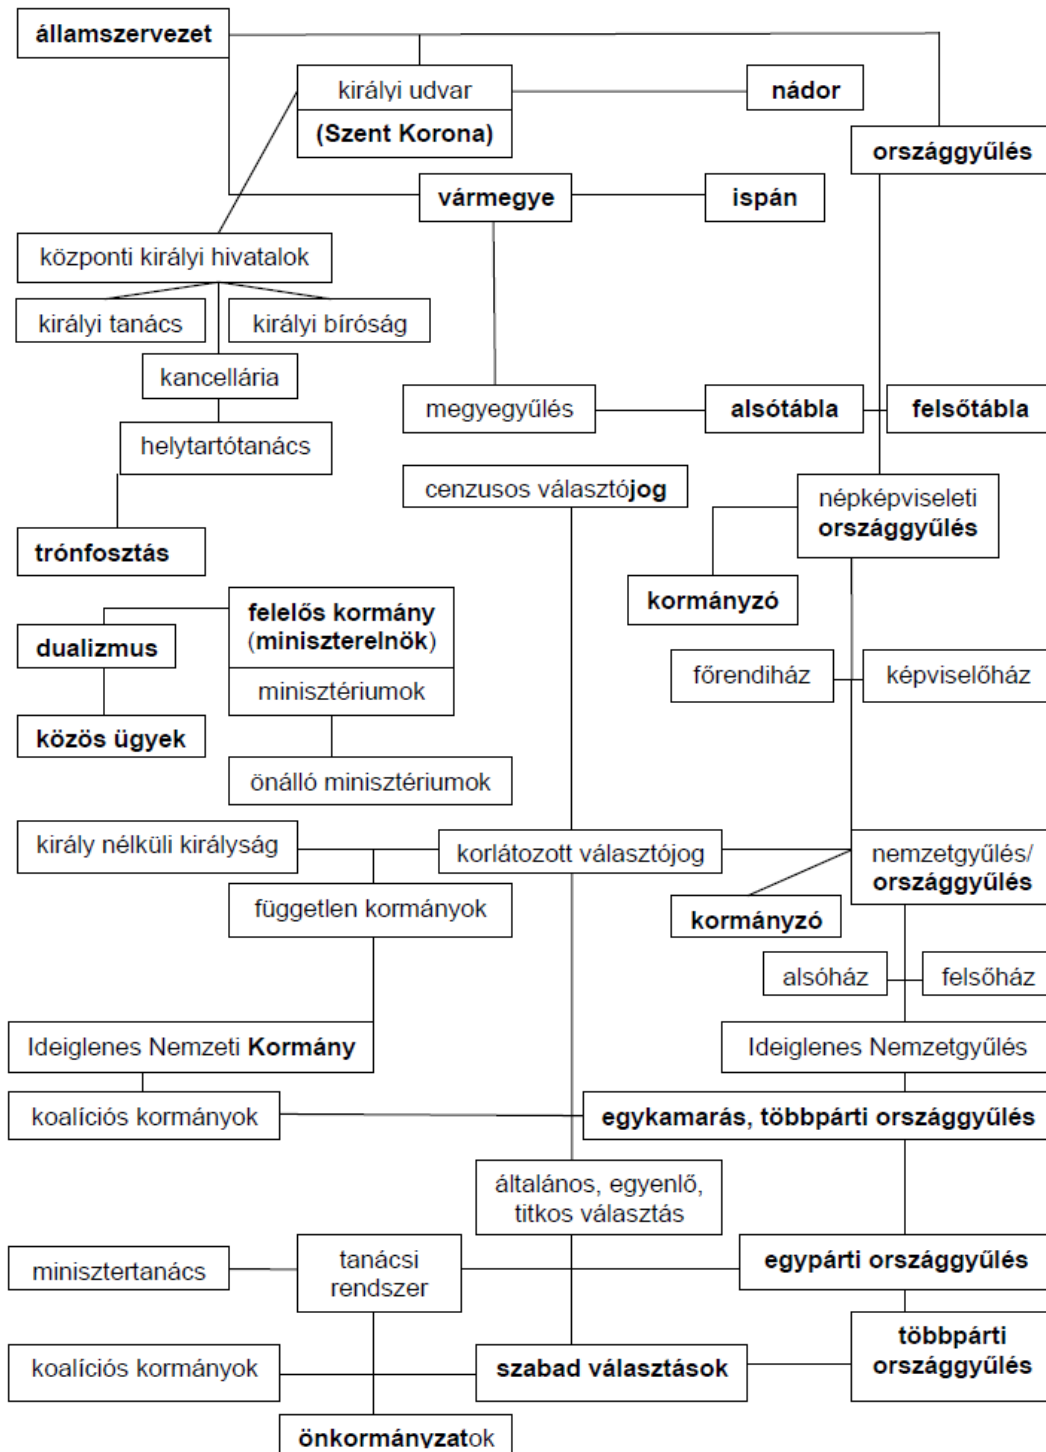 államszervezet
királyi udvar
(Szent Korona)
nádor
országgyűlés
vármegye
ispán
központi királyi hivatalok
királyi tanács
királyi bíróság
kancellária
megyegyűlés
alsótábla
felsőtábla
helytartótanács
cenzusos választójog
népképviseleti
országgyűlés
trónfosztás
kormányzó
felelős kormány
(miniszterelnök)
dualizmus
minisztériumok
főrendiház
képviselőház
közös ügyek
önálló minisztériumok
király nélküli királyság
korlátozott választójog
nemzetgyűlés/
országgyűlés
független kormányok
kormányzó
alsóház
felsőház
Ideiglenes Nemzeti Kormány
Ideiglenes Nemzetgyűlés
koalíciós kormányok
egykamarás, többpárti országgyűlés
általános, egyenlő,
titkos választás
minisztertanács
tanácsi
rendszer
egypárti országgyűlés
többpárti
országgyűlés
koalíciós kormányok
szabad választások
önkormányzatok